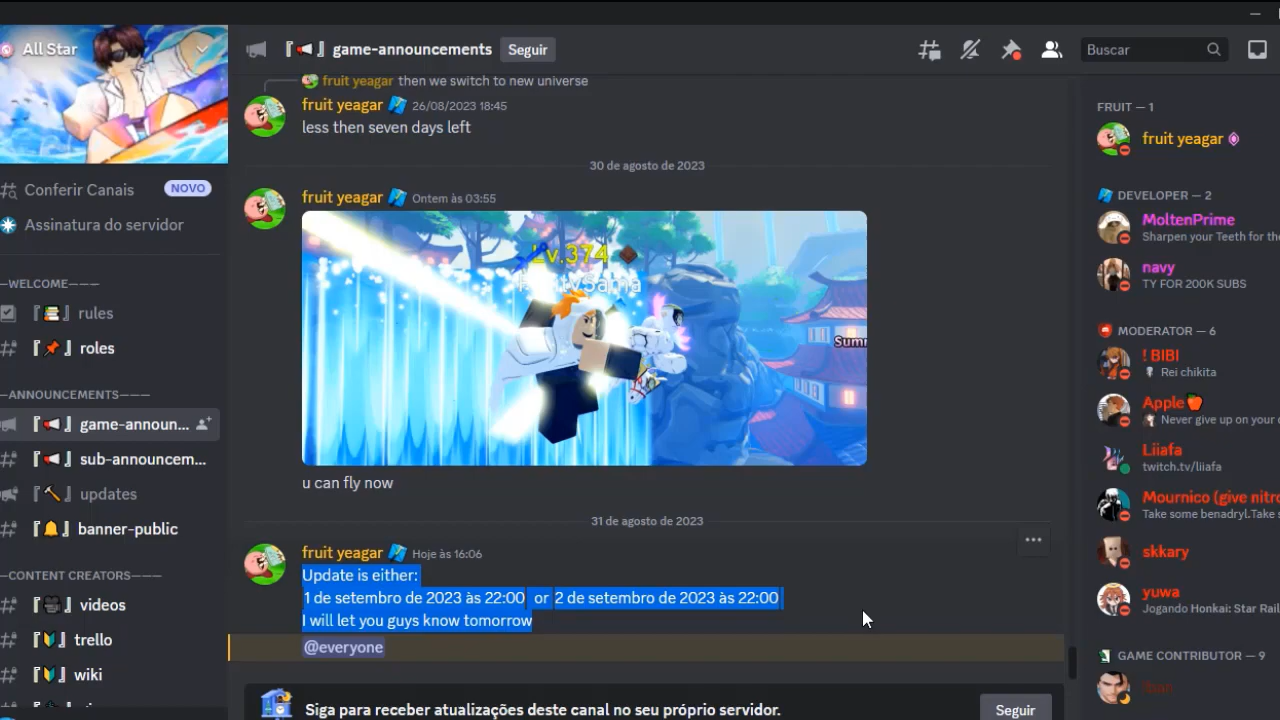 All Star
Conferir Canais
NOVO
Assinatura do servidor
—WELCOME———
rules
roles
ANNOUNCEMENTS———
game-announ...
sub-announcem...
updates
banner-public
CONTENT CREATORS———
videos
trello
wiki
game-announcements
Seguir
Buscar
fruit yeagar then we switch to new universe
fruit yeagar 26/08/2023 18:45
less then seven days left
30 de agosto de 2023
fruit yeagar Ontem às 03:55
Lv.374
Summ
u can fly now
31 de agosto de 2023
fruit yeagar Hoje às 16:06
Update is either:
1 de setembro de 2023 às 22:00 or 2 de setembro de 2023 às 22:00
I will let you guys know tomorrow
@everyone
Siga para receber atualizações deste canal no seu próprio servidor.
Seguir
FRUIT — 1
fruit yeagar
DEVELOPER — 2
MoltenPrime
Sharpen your Teeth for the
navy
TY FOR 200K SUBS
MODERATOR — 6
! BIBI
Rei chikita
Apple
Never give up on your
Liiafa
twitch.tv/liiafa
Mournico (give nitro
Take some benadryl.Take s
skkary
yuwa
Jogando Honkai: Star Rail
GAME CONTRIBUTOR — 9